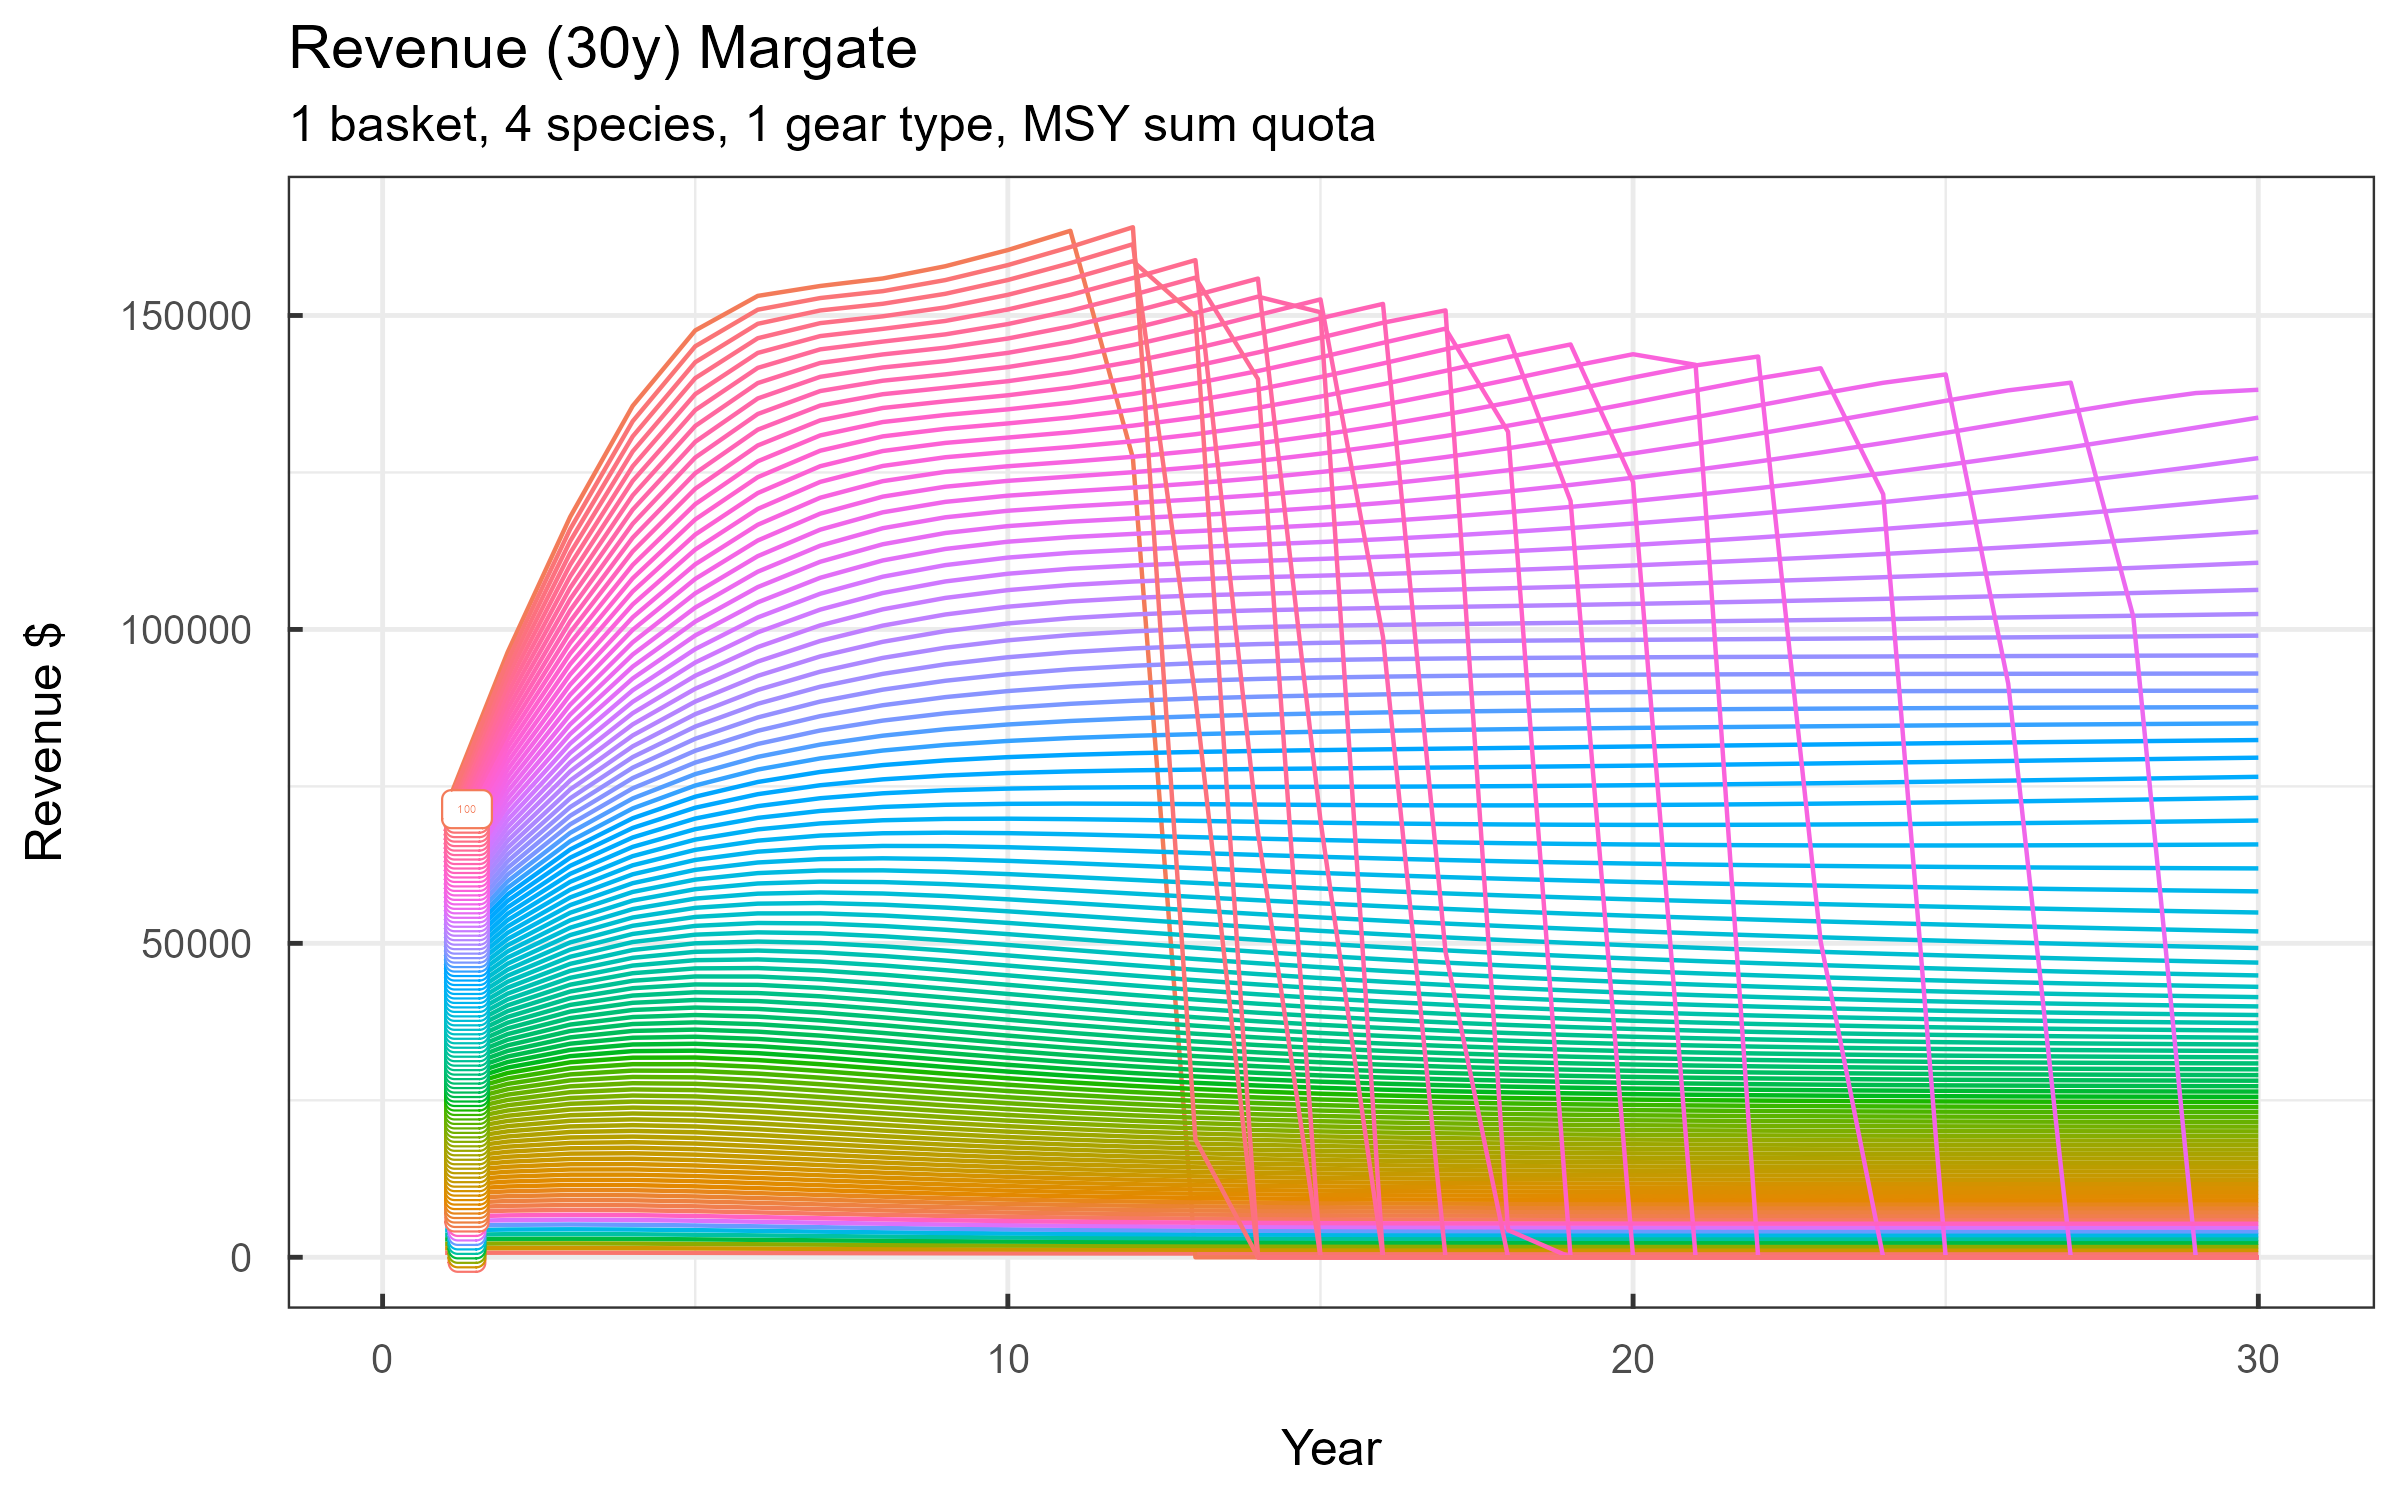 Revenue (30y) Margate
1 basket, 4 species, 1 gear type, MSY sum quota
Revenue $
150000
100000
50000
0
100
0 10 20 30
Year